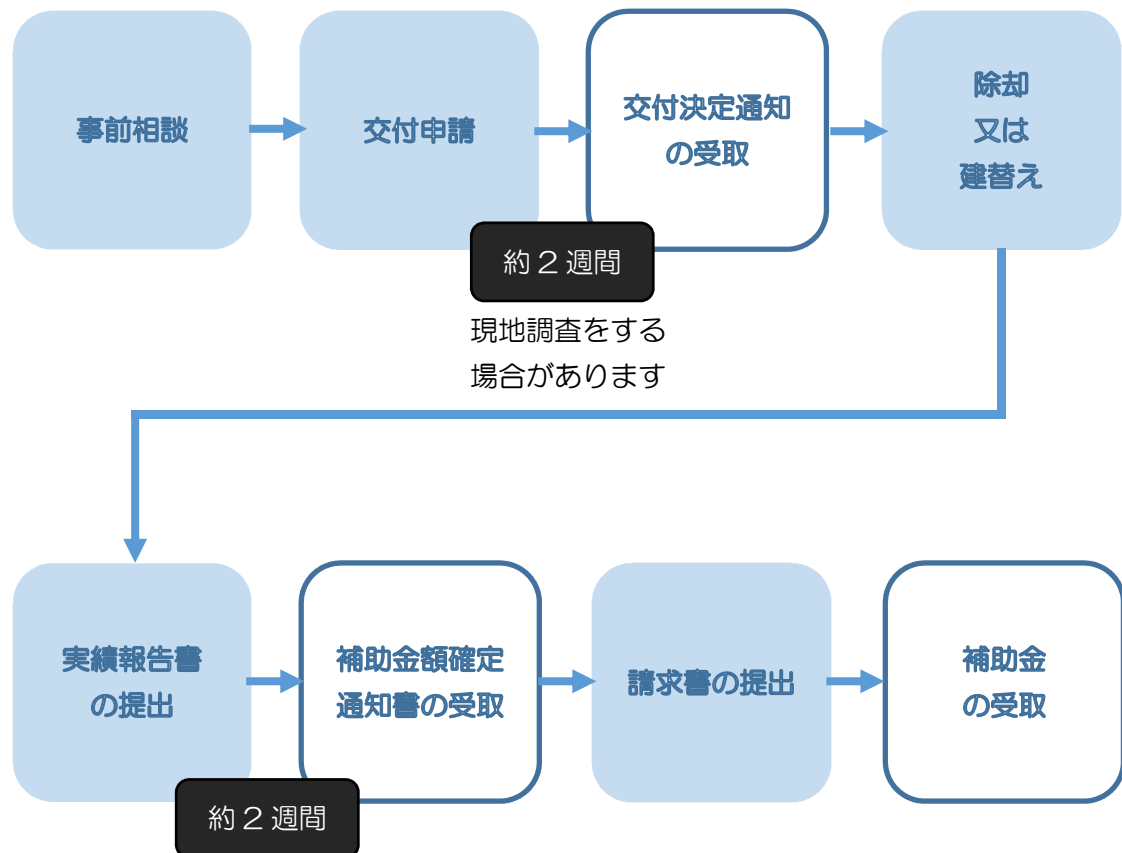 事前相談
交付申請
交付決定通知
の受取
除却
又は
建替え
約２週間
現地調査をする
場合があります
実績報告書
の提出
補助金額確定
通知書の受取
請求書の提出
補助金
の受取
約２週間